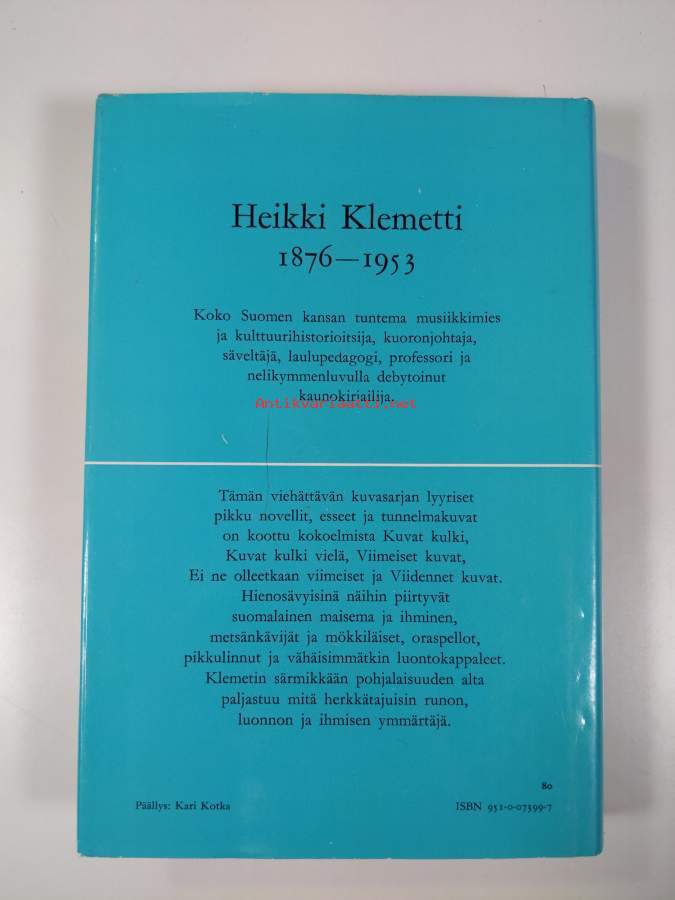 Heikki Klemetti
1876—1953
Koko Suomen kansan tuntema musiikkimies
ja kulttuurihistorioitsija, kuoronjohtaja,
säveltäjä, laulupedagogi, professori ja
nelikymmenluvulla debytoinut
kaunokirjailija.
Antikvariaatti.net
Tämän viehättävän kuvasarjan lyyriset
pikku novellit, esseet ja tunnelmakuvat
on koottu kokoelmista Kuvat kulki,
Kuvat kulki vielä, Viimeiset kuvat,
Ei ne olleetkaan viimeiset ja Viidennet kuvat.
Hienosävyisinä näihin piirtyvät
suomalainen maisema ja ihminen,
metsänkävijät ja mökkiläiset, oraspellot,
pikkulinnut ja vähäisimmätkin luontokappaleet.
Klemetin särmikkään pohjalaisuuden alta
paljastuu mitä herkkätajuisin runon,
luonnon ja ihmisen ymmärtäjä.
80
Päällys: Kari Kotka
ISBN 951-0-07399-7